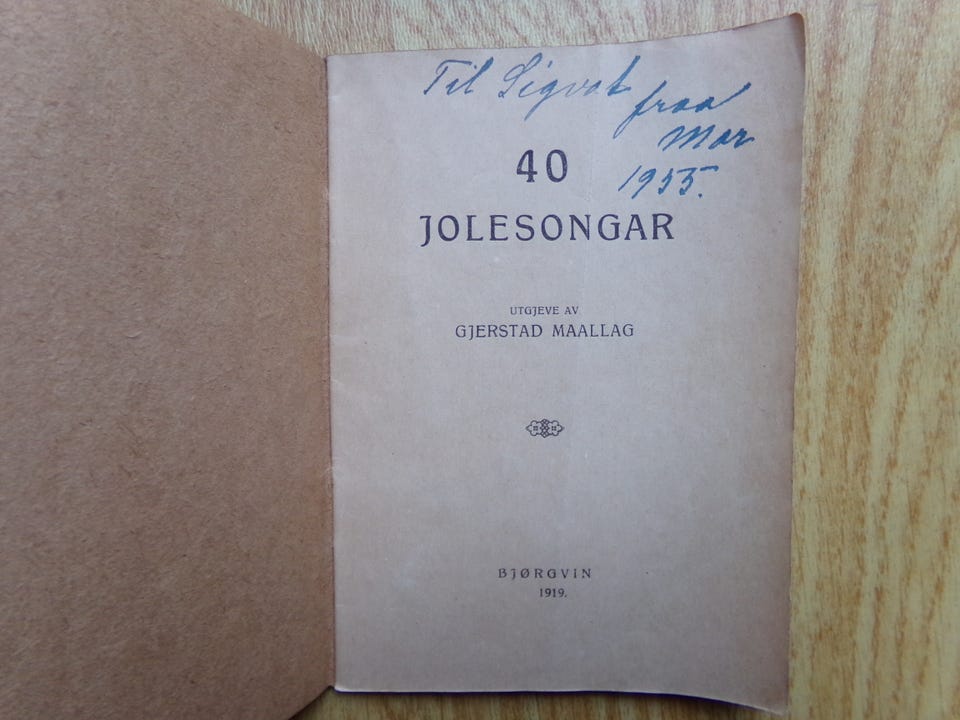 Til Sigvat
fraa
Mor
1955.
40
JOLESONGAR
UTGJEVE AV
GJERSTAD MAALLAG
BJØRGVIN
1919.